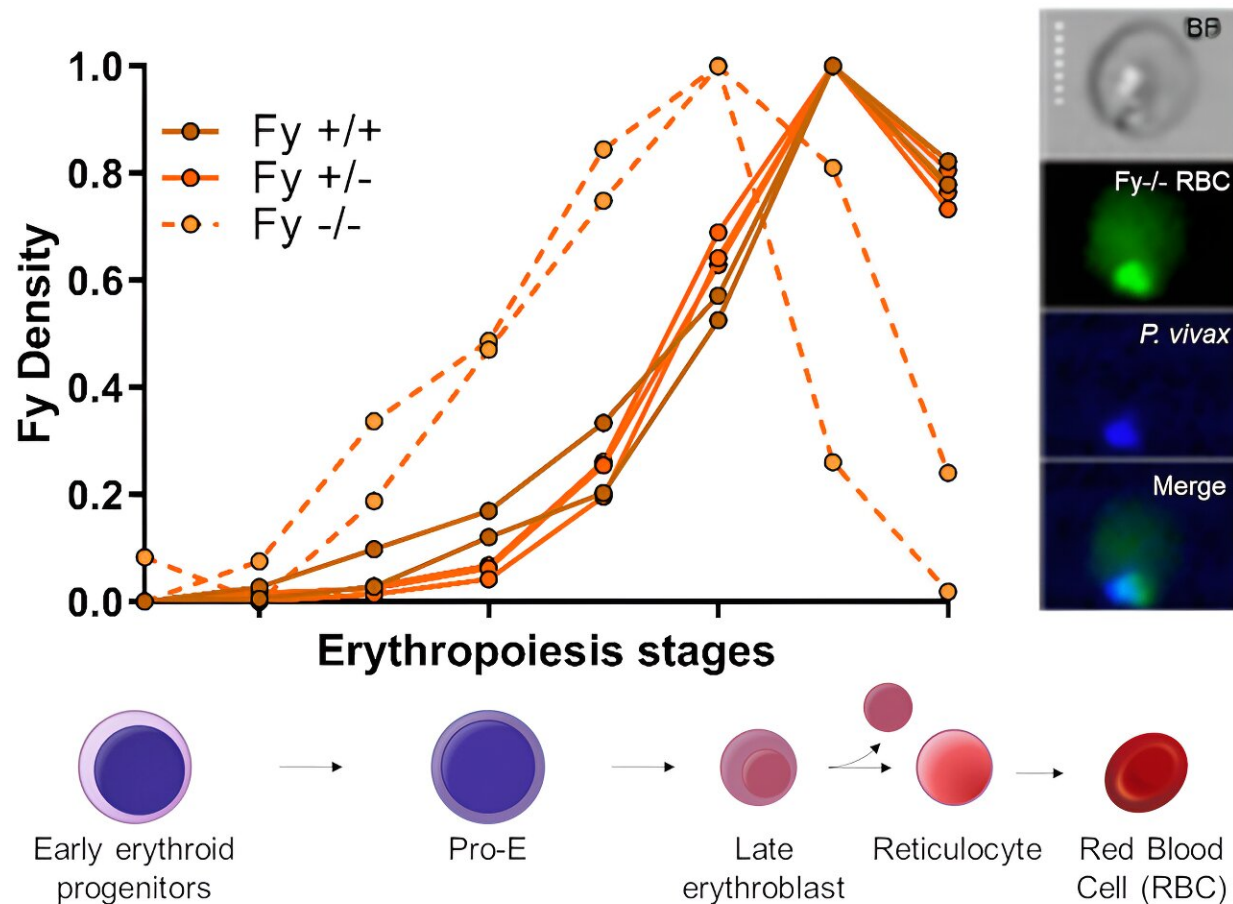 1.0
0.8
0.6
0.4
0.2
0.0
Fy Density
Fy +/+
Fy +/-
Fy -/-
Erythropoiesis stages
BF
Fy-/- RBC
P. vivax
Merge
Early erythroid
progenitors
Pro-E
Late
erythroblast
Reticulocyte
Red Blood
Cell (RBC)